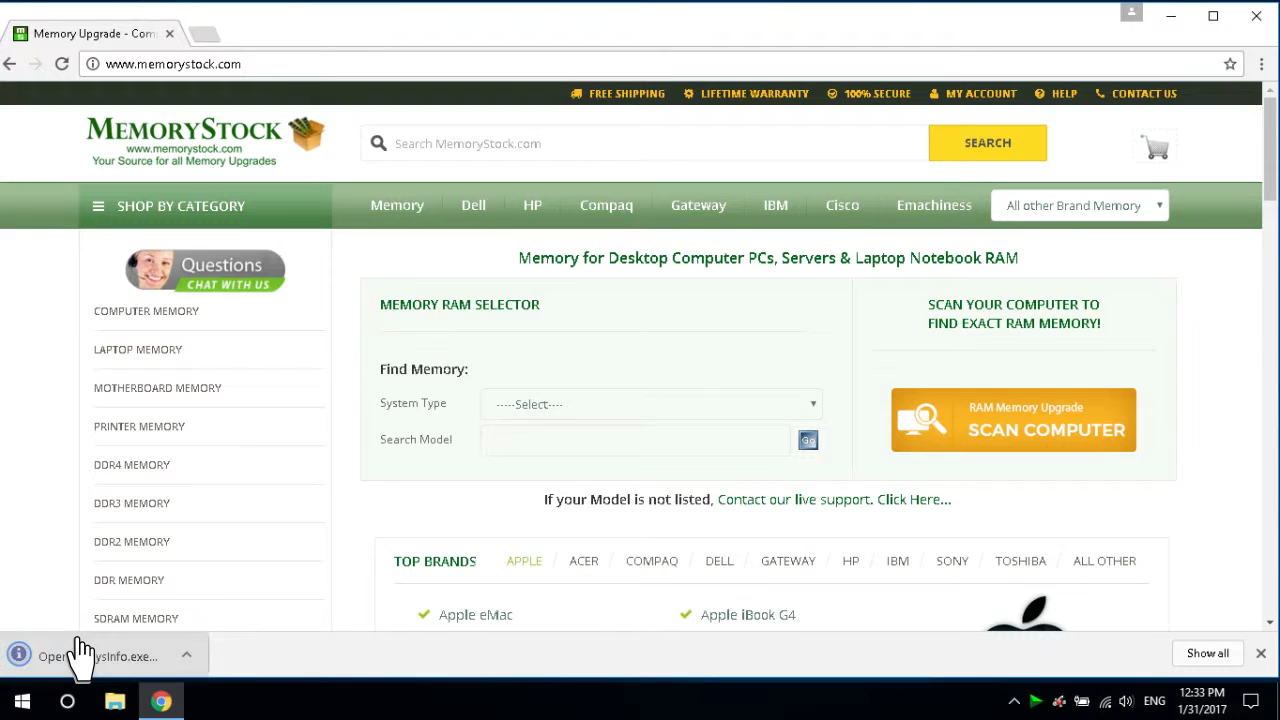 Memory Upgrade - Com
www.memorystock.com
FREE SHIPPING LIFETIME WARRANTY 100% SECURE MY ACCOUNT HELP CONTACT US
MEMORYSTOCK
www.memorystock.com
Your Source for all Memory Upgrades
Search MemoryStock.com
SEARCH
SHOP BY CATEGORY
Memory Dell HP Compaq Gateway IBM Cisco Emachiness All other Brand Memory
Questions
CHAT WITH US
COMPUTER MEMORY
LAPTOP MEMORY
MOTHERBOARD MEMORY
PRINTER MEMORY
DDR4 MEMORY
DDR3 MEMORY
DDR2 MEMORY
DDR MEMORY
SDRAM MEMORY
Memory for Desktop Computer PCs, Servers & Laptop Notebook RAM
MEMORY RAM SELECTOR
Find Memory:
System Type -----Select----
Search Model Go
SCAN YOUR COMPUTER TO
FIND EXACT RAM MEMORY!
RAM Memory Upgrade
SCAN COMPUTER
If your Model is not listed, Contact our live support. Click Here...
TOP BRANDS APPLE ACER COMPAQ DELL GATEWAY HP IBM SONY TOSHIBA ALL OTHER
Apple eMac Apple iBook G4
Show all
ENG
12:33 PM
1/31/2017